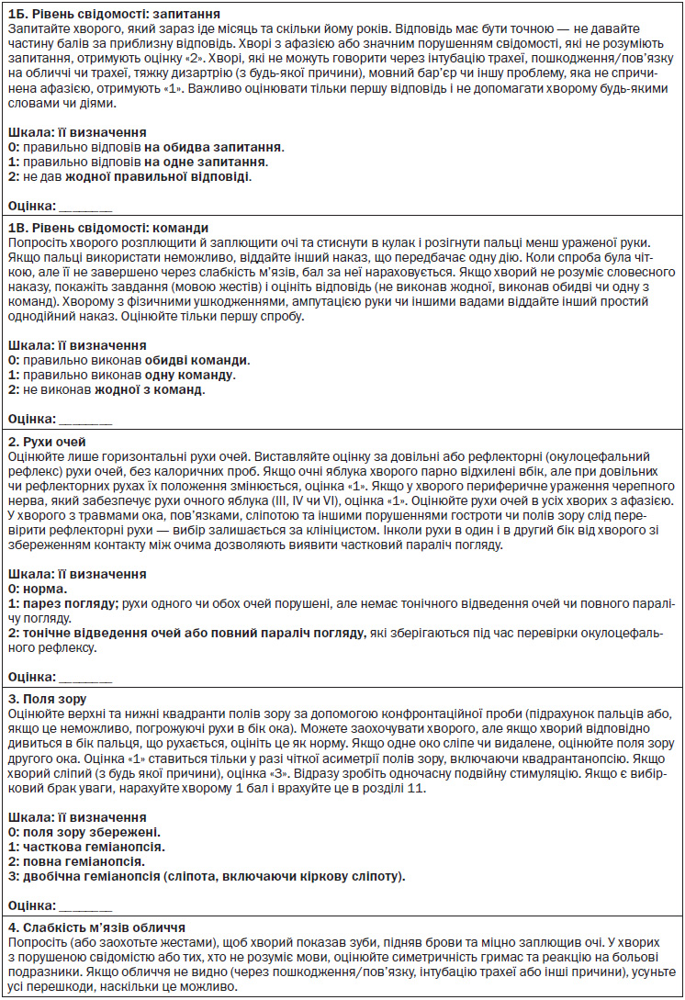 1Б. Рівень свідомості: запитання
Запитайте хворого, який зараз іде місяць та скільки йому років. Відповідь має бути точною — не давайте
частину балів за приблизну відповідь. Хворі з афазією або значним порушенням свідомості, які не розуміють
запитання, отримують оцінку «2». Хворі, які не можуть говорити через інтубацію трахеї, пошкодження/пов’язку
на обличчі чи трахеї, тяжку дизартрію (з будь-якої причини), мовний бар’єр чи іншу проблему, яка не спричи-
нена афазією, отримують «1». Важливо оцінювати тільки першу відповідь і не допомагати хворому будь-якими
словами чи діями.
Шкала: її визначення
0: правильно відповів на обидва запитання.
1: правильно відповів на одне запитання.
2: не дав жодної правильної відповіді.
Оцінка: ________
1В. Рівень свідомості: команди
Попросіть хворого розплющити й заплющити очі та стиснути в кулак і розігнути пальці менш ураженої руки.
Якщо пальці використати неможливо, віддайте інший наказ, що передбачає одну дію. Коли спроба була чіт-
кою, але її не завершено через слабкість м’язів, бал за неї нараховується. Якщо хворий не розуміє словесного
наказу, покажіть завдання (мовою жестів) і оцініть відповідь (не виконав жодної, виконав обидві чи одну з
команд). Хворому з фізичними ушкодженнями, ампутацією руки чи іншими вадами віддайте інший простий
однодійний наказ. Оцінюйте тільки першу спробу.
Шкала: її визначення
0: правильно виконав обидві команди.
1: правильно виконав одну команду.
2: не виконав жодної з команд.
Оцінка: ________
2. Рухи очей
Оцінюйте лише горизонтальні рухи очей. Виставляйте оцінку за довільні або рефлекторні (окулоцефальний
рефлекс) рухи очей, без калоричних проб. Якщо очні яблука хворого парно відхилені вбік, але при довільних
чи рефлекторних рухах їх положення змінюється, оцінка «1». Якщо у хворого периферичне ураження черепного
нерва, який забезпечує рухи очного яблука (III, IV чи VI), оцінка «1». Оцінюйте рухи очей в усіх хворих з афазією.
У хворого з травмами ока, пов’язками, сліпотою та іншими порушеннями гостроти чи полів зору слід пере-
вірити рефлекторні рухи — вибір залишається за клініцистом. Інколи рухи в один і в другий бік від хворого зі
збереженням контакту між очима дозволяють виявити частковий параліч погляду.
Шкала: її визначення
0: норма.
1: парез погляду; рухи одного чи обох очей порушені, але немає тонічного відведення очей чи повного паралі-
чу погляду.
2: тонічне відведення очей або повний параліч погляду, які зберігаються під час перевірки окулоцефаль-
ного рефлексу.
Оцінка: ________
3. Поля зору
Оцінюйте верхні та нижні квадранти полів зору за допомогою конфронтаційної проби (підрахунок пальців або,
якщо це неможливо, погрожуючі рухи в бік ока). Можете заохочувати хворого, але якщо хворий відповідно
дивиться в бік пальця, що рухається, оцініть це як норму. Якщо одне око сліпе чи видалене, оцінюйте поля зору
другого ока. Оцінка «1» ставиться тільки у разі чіткої асиметрії полів зору, включаючи квадрантанопсію. Якщо
хворий сліпий (з будь якої причини), оцінка «3». Відразу зробіть одночасну подвійну стимуляцію. Якщо є вибір-
ковий брак уваги, нарахуйте хворому 1 бал і врахуйте це в розділі 11.
Шкала: її визначення
0: поля зору збережені.
1: часткова геміанопсія.
2: повна геміанопсія.
3: двобічна геміанопсія (сліпота, включаючи кіркову сліпоту).
Оцінка: ________
4. Слабкість м’язів обличчя
Попросіть (або заохотьте жестами), щоб хворий показав зуби, підняв брови та міцно заплющив очі. У хворих
з порушеною свідомістю або тих, хто не розуміє мови, оцінюйте симетричність гримас та реакцію на больові
подразники. Якщо обличчя не видно (через пошкодження/пов’язку, інтубацію трахеї або інші причини), усуньте
усі перешкоди, наскільки це можливо.